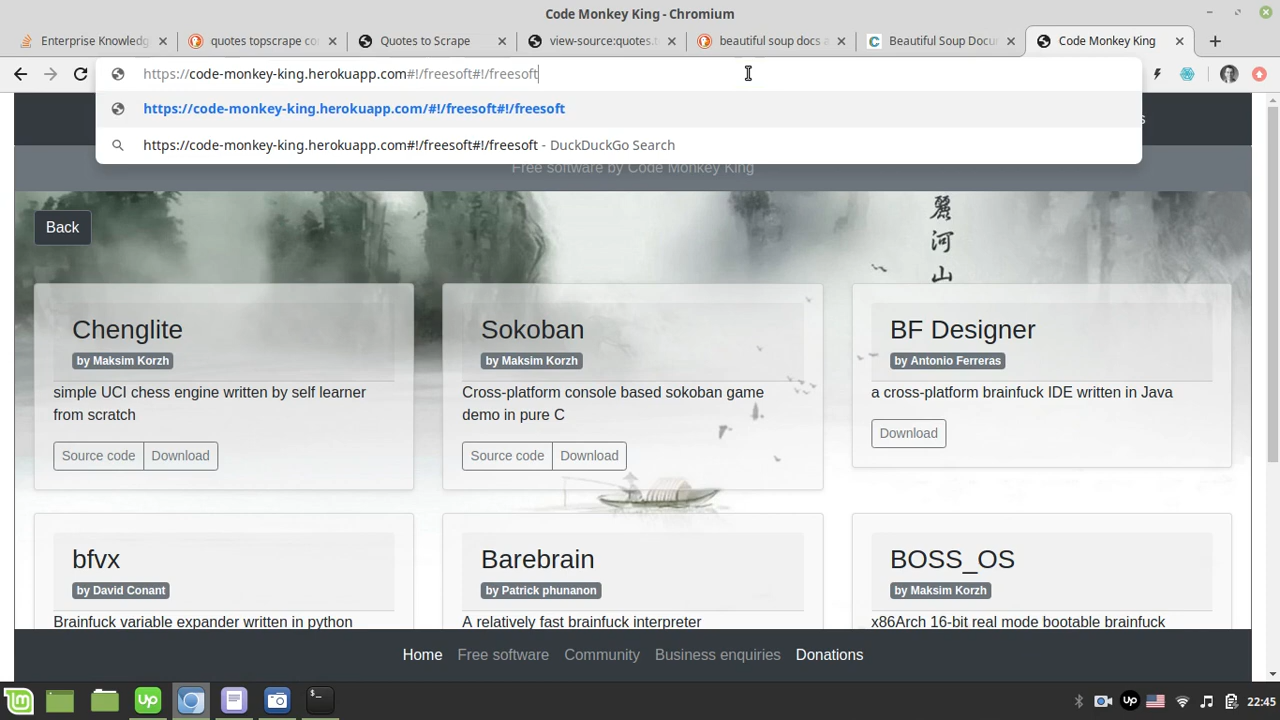 Code Monkey King - Chromium
Enterprise Knowledg
quotes topscrape co
Quotes to Scrape
view-source:quotes.t
beautiful soup docs a
Beautiful Soup Docur
Code Monkey King
https://code-monkey-king.herokuapp.com#!/freesoft#!/freesoft
https://code-monkey-king.herokuapp.com/#!/freesoft#!/freesoft
https://code-monkey-king.herokuapp.com#!/freesoft#!/freesoft - DuckDuckGo Search
Free software by Code Monkey King
Back
麗
河
山
Chenglite
by Maksim Korzh
simple UCI chess engine written by self learner
from scratch
Source code
Download
Sokoban
by Maksim Korzh
Cross-platform console based sokoban game
demo in pure C
Source code
Download
BF Designer
by Antonio Ferreras
a cross-platform brainfuck IDE written in Java
Download
bfvx
by David Conant
Brainfuck variable expander written in python
Barebrain
by Patrick phunanon
A relatively fast brainfuck interpreter
BOSS_OS
by Maksim Korzh
x86Arch 16-bit real mode bootable brainfuck
Home
Free software
Community
Business enquiries
Donations
up
up
22:45